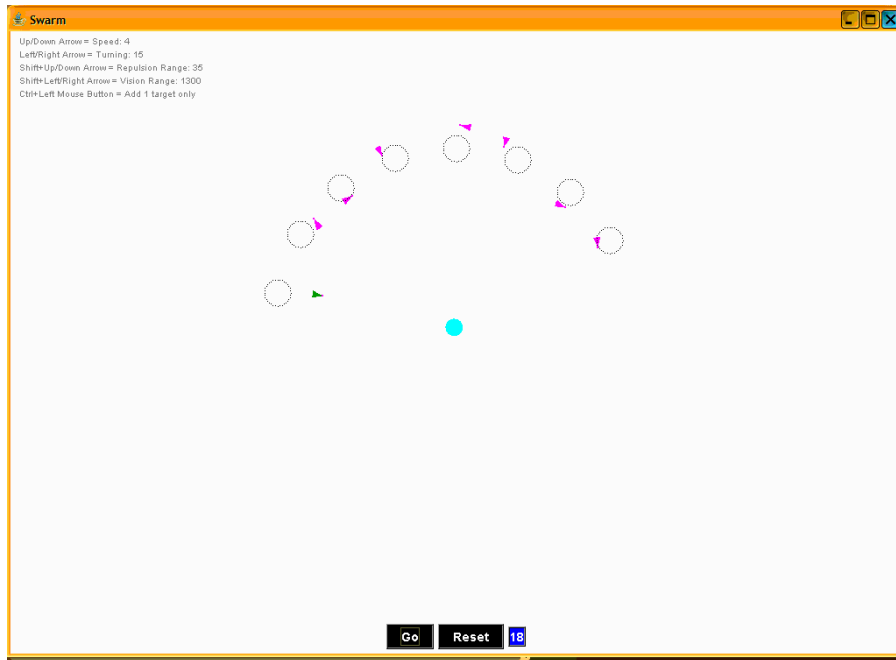 Swarm
Up/Down Arrow = Speed: 4
Left/Right Arrow = Turning: 15
Shift+Up/Down Arrow = Repulsion Range: 35
Shift+Left/Right Arrow = Vision Range: 1300
Ctrl+Left Mouse Button = Add 1 target only
Go Reset 18